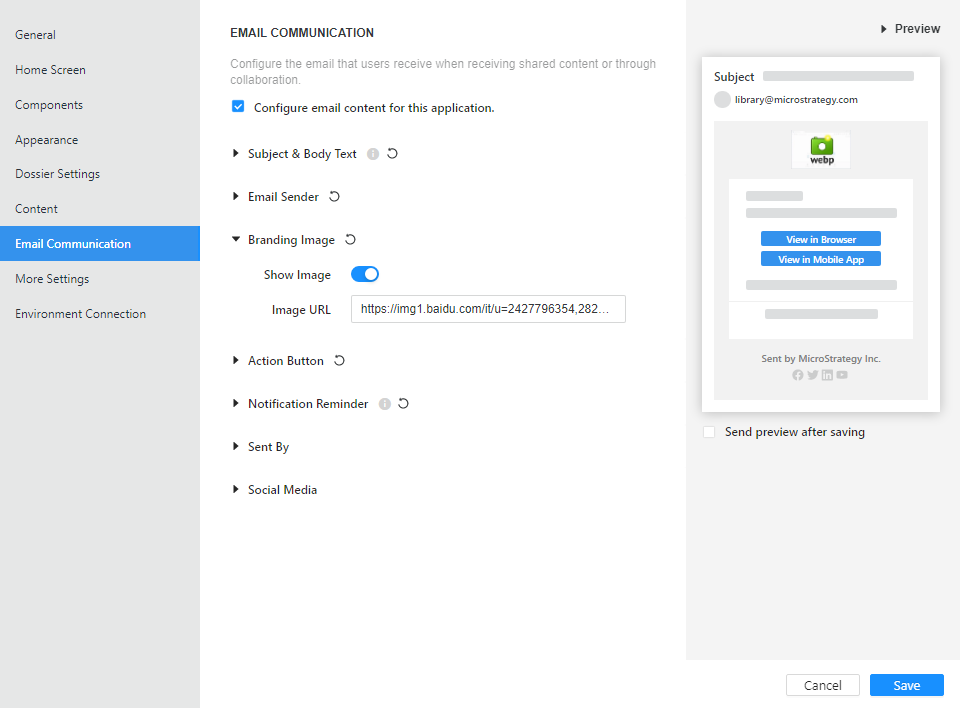 General
Home Screen
Components
Appearance
Dossier Settings
Content
Email Communication
More Settings
Environment Connection
EMAIL COMMUNICATION
Configure the email that users receive when receiving shared content or through
collaboration.
Configure email content for this application.
Subject & Body Text
Email Sender
Branding Image
Show Image
Image URL
https://img1.baidu.com/it/u=2427796354,282...
Action Button
Notification Reminder
Sent By
Social Media
Preview
Subject
library@microstrategy.com
webp
View in Browser
View in Mobile App
Sent by MicroStrategy Inc.
Send preview after saving
Cancel
Save